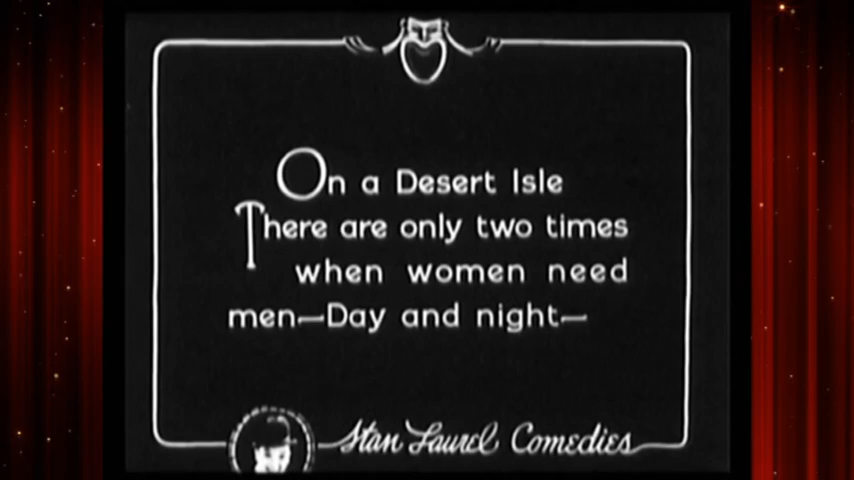 On a Desert Isle
There are only two times
when women need
men—Day and night—
Stan Laurel Comedies